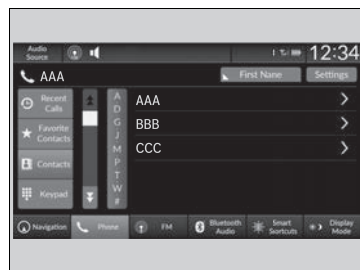 Audio
Source
12:34
AAA
First Name
Settings
Recent
Calls
Favorite
Contacts
Contacts
Keypad
A
D
G
J
M
P
T
W
#
AAA
BBB
CCC
Navigation
Phone
FM
Bluetooth
Audio
Smart
Shortcuts
Display
Mode